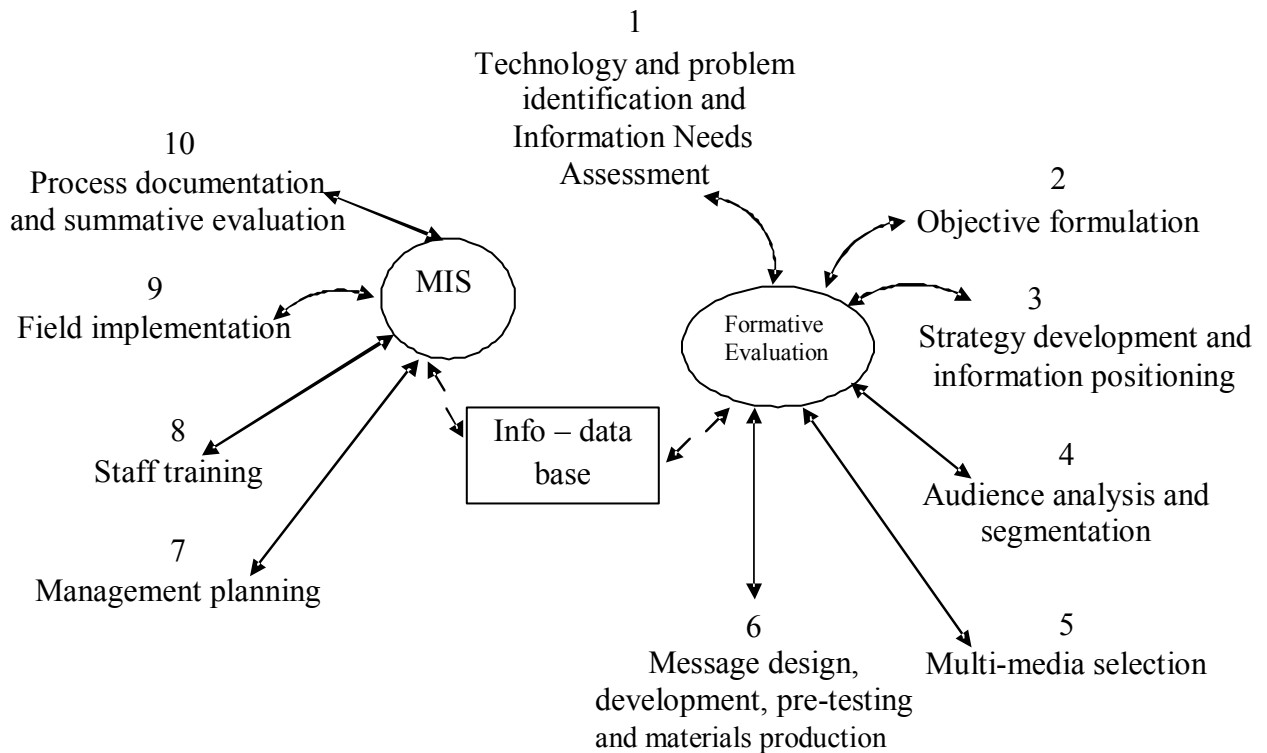 1
Technology and problem
identification and
Information Needs
Assessment
2
Objective formulation
3
Strategy development and
information positioning
4
Audience analysis and
segmentation
5
Multi-media selection
6
Message design,
development, pre-testing
and materials production
7
Management planning
8
Staff training
9
Field implementation
10
Process documentation
and summative evaluation
MIS
Formative
Evaluation
Info – data
base